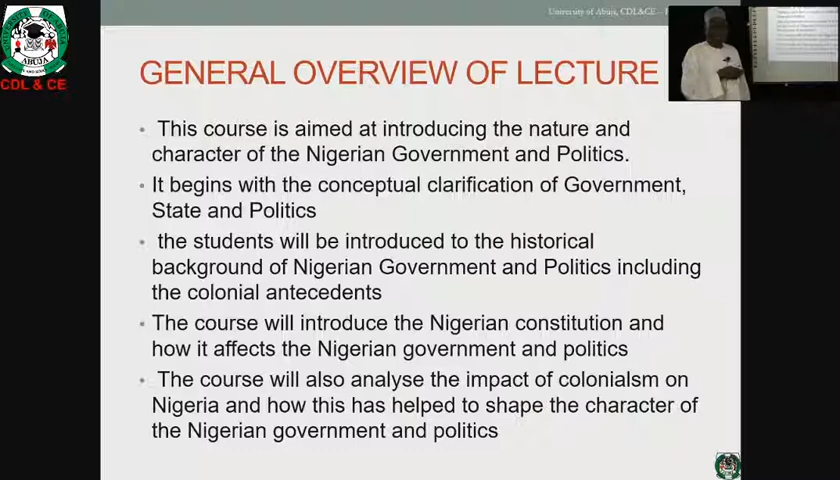 University of Abuja, CDL&CE –
GENERAL OVERVIEW OF LECTURE
• This course is aimed at introducing the nature and
character of the Nigerian Government and Politics.
• It begins with the conceptual clarification of Government,
State and Politics
• the students will be introduced to the historical
background of Nigerian Government and Politics including
the colonial antecedents
• The course will introduce the Nigerian constitution and
how it affects the Nigerian government and politics
• The course will also analyse the impact of colonialsm on
Nigeria and how this has helped to shape the character of
the Nigerian government and politics
UNIVERSITY OF ABUJA
ABUJA
CDL & CE